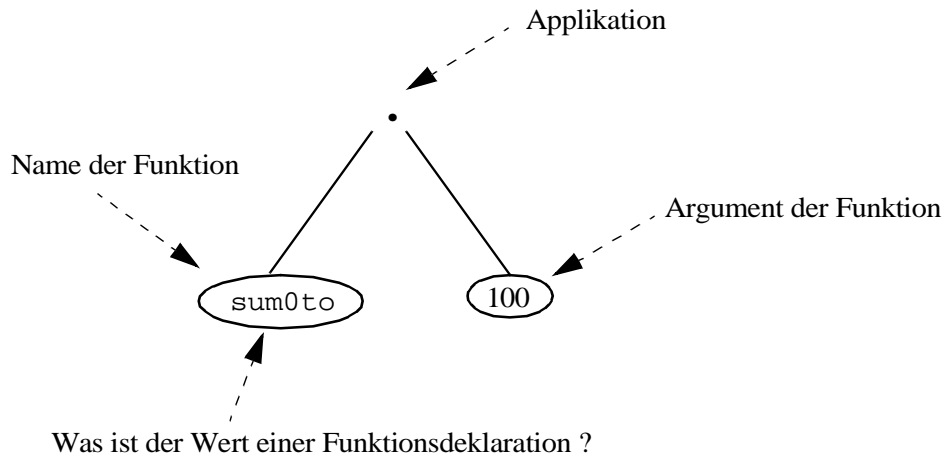 Applikation
Name der Funktion
Argument der Funktion
sum0to
100
Was ist der Wert einer Funktionsdeklaration ?